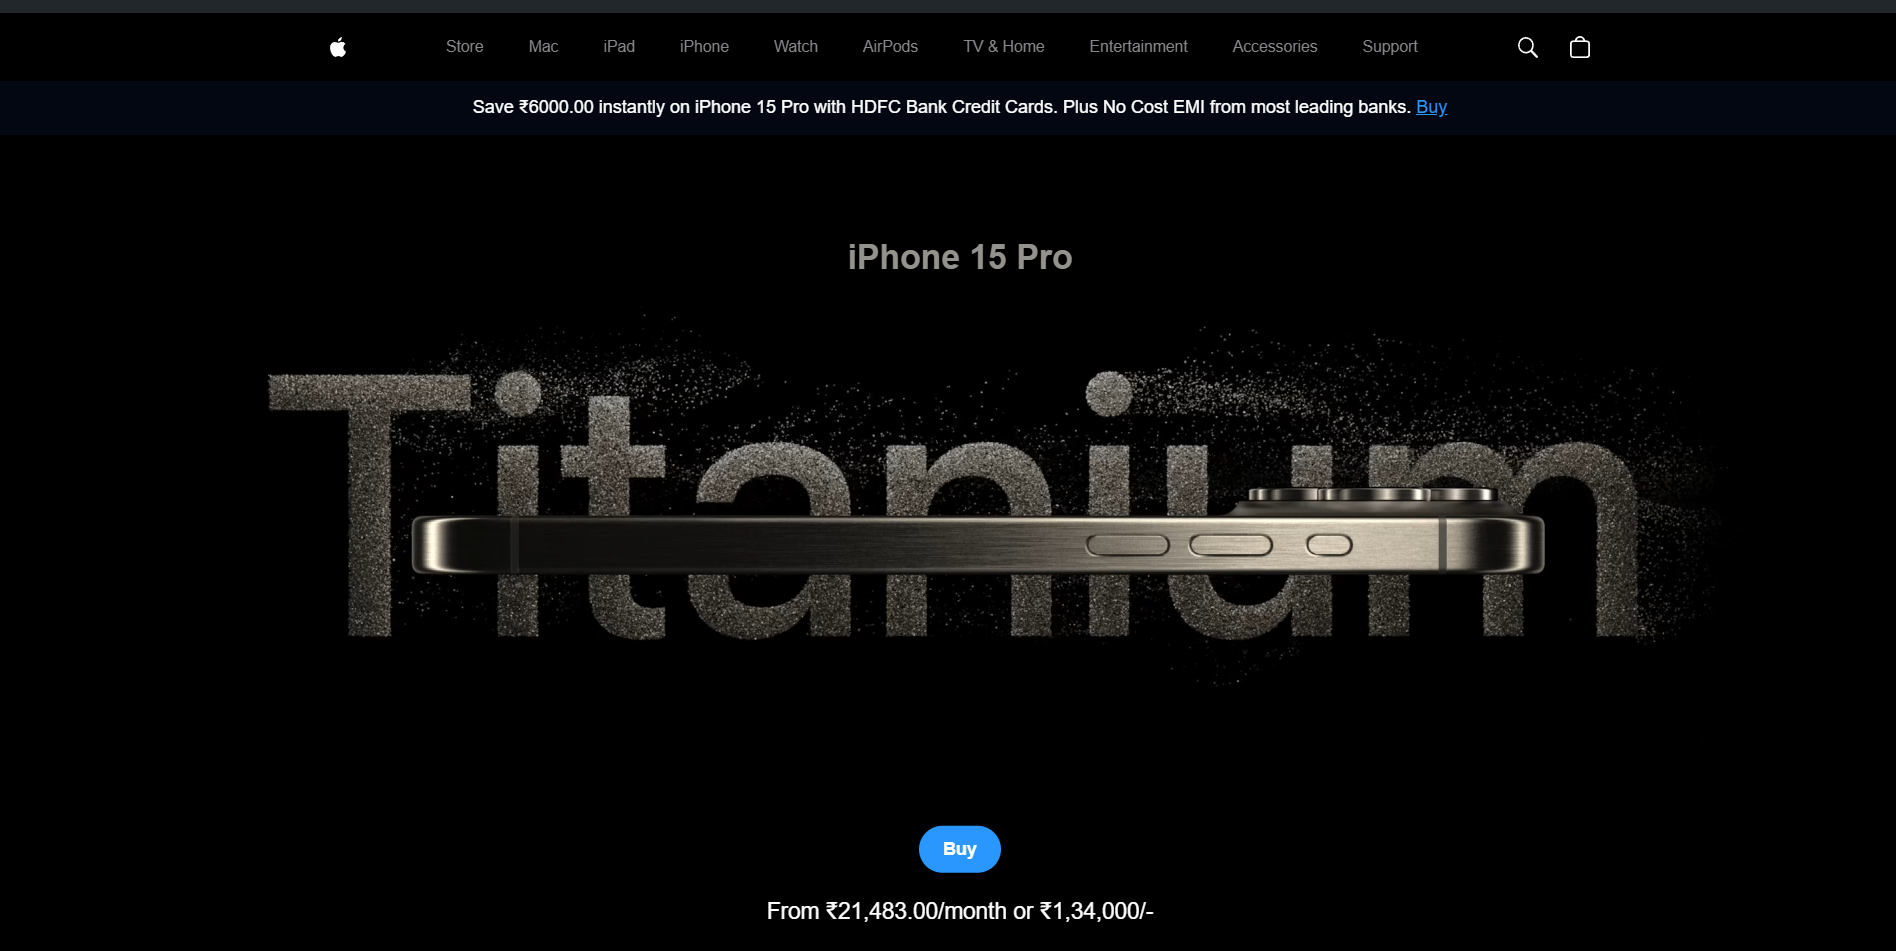 Store Mac iPad iPhone Watch AirPods TV & Home Entertainment Accessories Support
Save ₹6000.00 instantly on iPhone 15 Pro with HDFC Bank Credit Cards. Plus No Cost EMI from most leading banks. Buy
iPhone 15 Pro
Titanium
Buy
From ₹21,483.00/month or ₹1,34,000/-